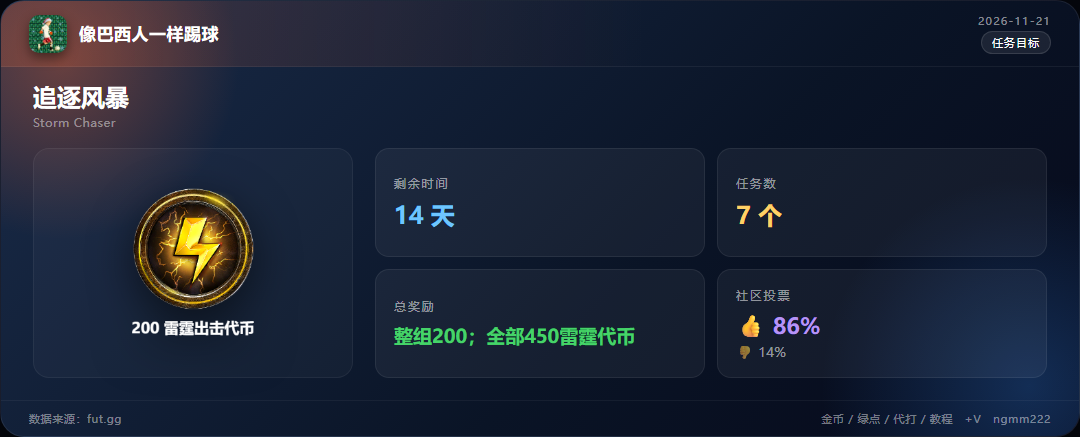 像巴西人一样踢球
2026-11-21
任务目标
追逐风暴
Storm Chaser
200 雷霆出击代币
剩余时间
14 天
任务数
7 个
总奖励
整组200；全部450雷霆代币
社区投票
👍 86%
👎 14%
数据来源：fut.gg
金币 / 绿点 / 代打 / 教程 +V ngmm222